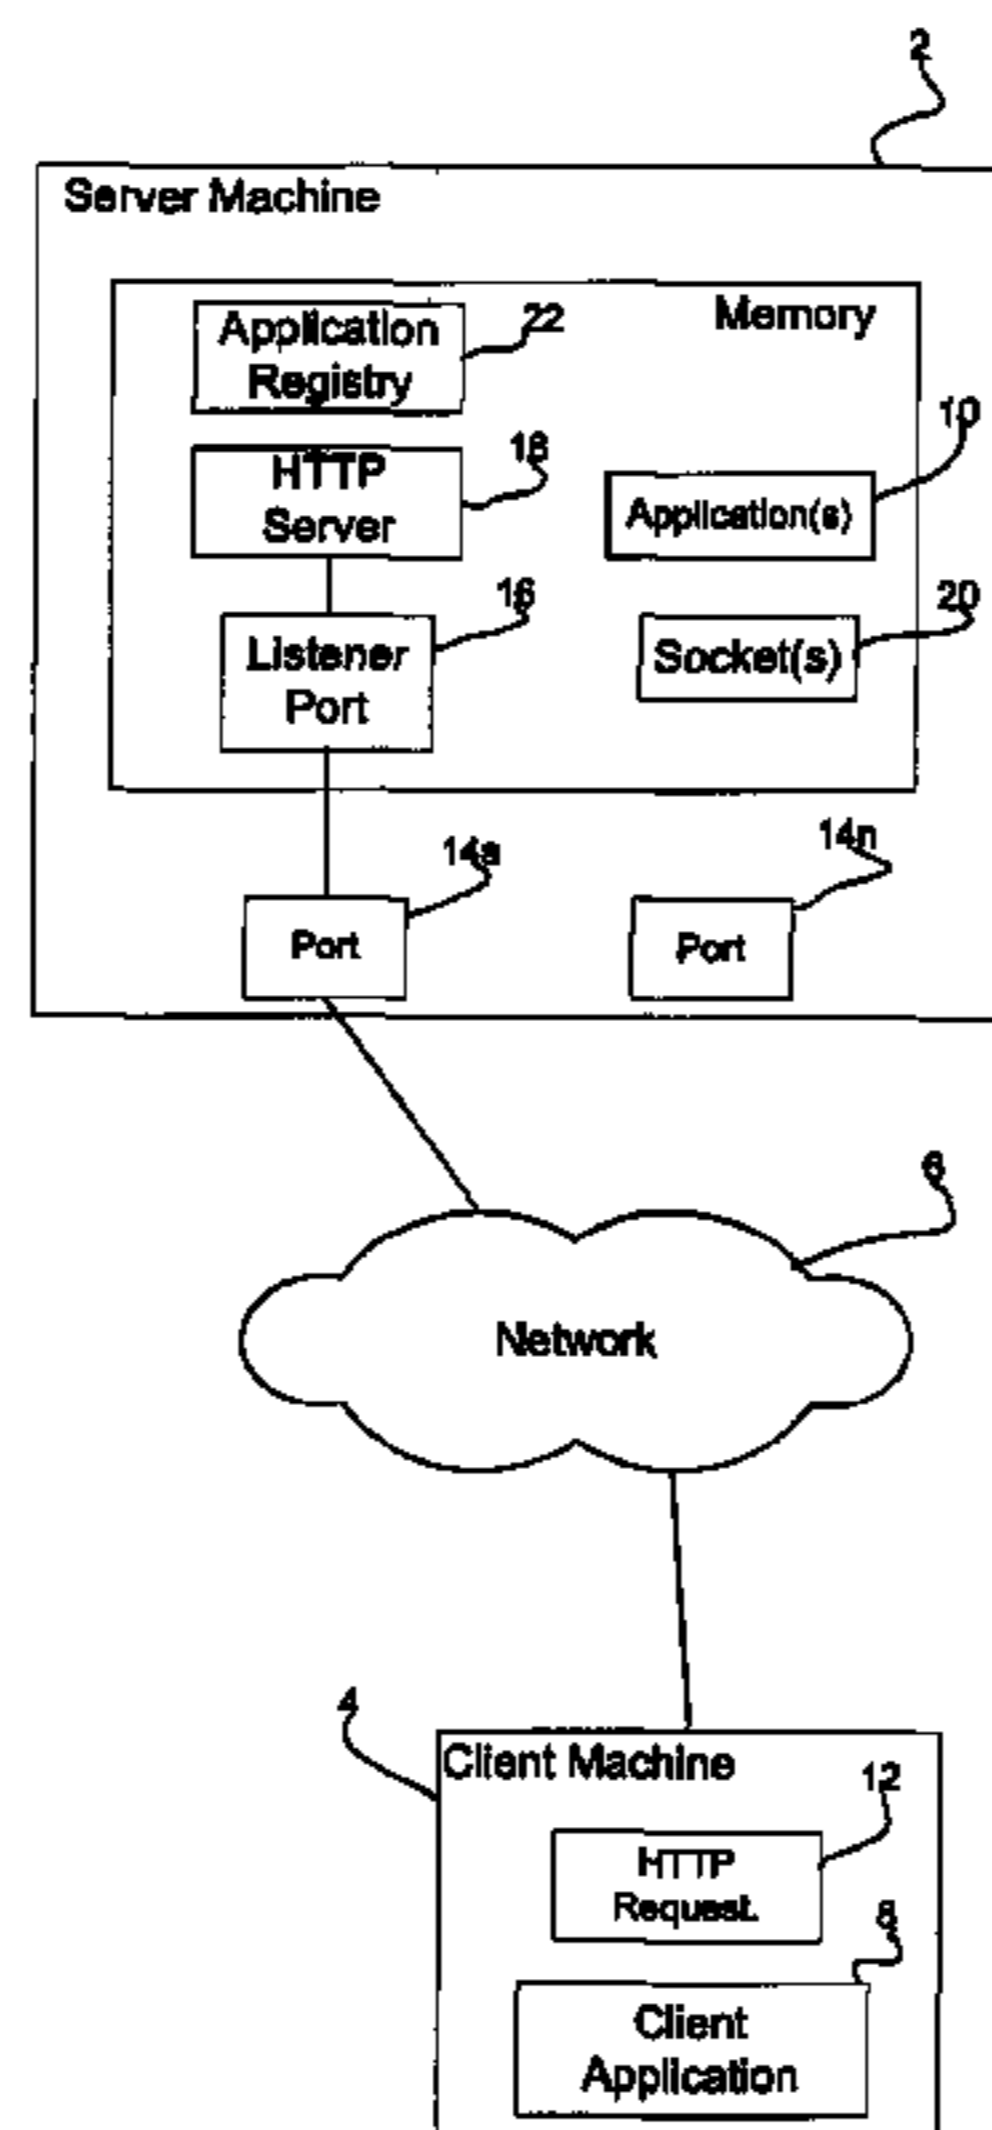 2
Server Machine
Memory
Application
Registry
22
HTTP
Server
18
10
Application(s)
Listener
Port
16
20
Socket(s)
14a
Port
14n
Port
6
Network
4
Client Machine
12
HTTP
Request.
8
Client
Application